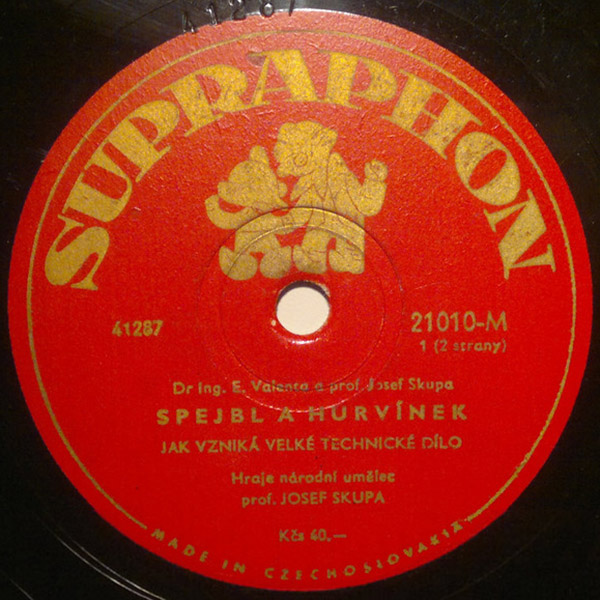 41287
SUPRAPHON
41287
21010-M
1 (2 strany)
Dr Ing. E. Valenta a prof. Josef Skupa
SPEJBL A HURVÍNEK
JAK VZNIKÁ VELKÉ TECHNICKÉ DÍLO
Hraje národní umělec
prof. JOSEF SKUPA
Kčs 40,—
MADE IN CZECHOSLOVAKIA